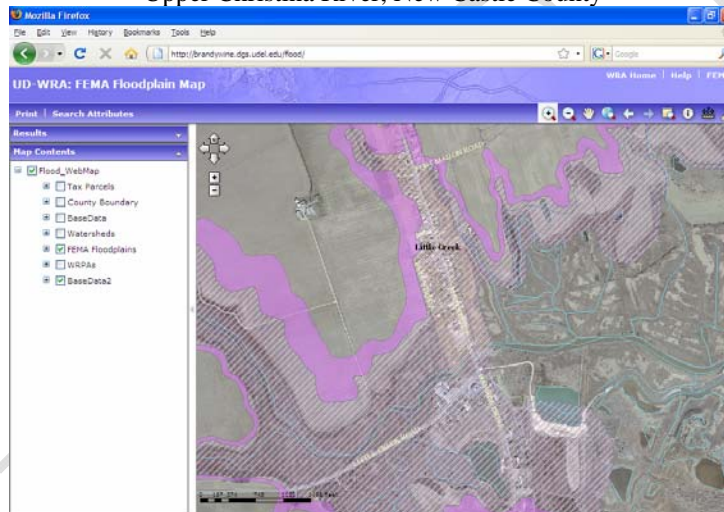 Upper Christina River, New Castle County
Mozilla Firefox
File Edit View History Bookmarks Tools Help
http://brandywine.dgs.udel.edu/flood/
Google
UD-WRA: FEMA Floodplain Map
WRA Home | Help | FEM
Print | Search Attributes
Results
Map Contents
Flood_WebMap
Tax Parcels
County Boundary
BaseData
Watersheds
FEMA Floodplains
WRPAs
BaseData2
Little Creek